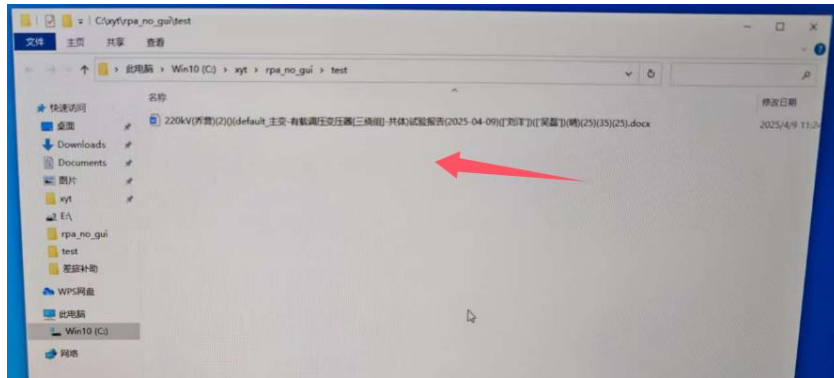 C:\xyt\rpa_no_gui\test
文件 主页 共享 查看
此电脑 > Win10 (C:) > xyt > rpa_no_gui > test
名称
修改日期
快速访问
220kV(乔营)(2)()(default_主变-有载调压变压器[三绕组]-共体)试验报告(2025-04-09)(['刘洋'])(['吴磊'])(晴)(25)(35)(25).docx
2025/4/9 11:24
桌面
Downloads
Documents
图片
xyt
E:\
rpa_no_gui
test
差旅补助
WPS网盘
此电脑
Win10 (C:)
网络